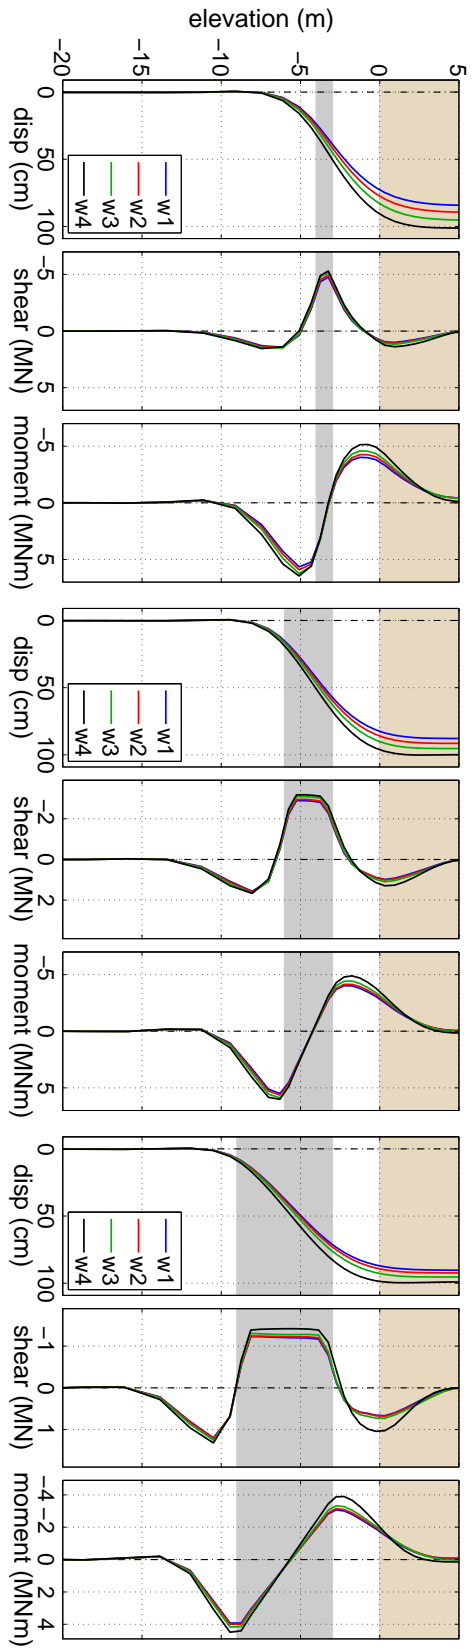 elevation (m)
−20
−15
−10
−5
0
5
0
50
100
disp (cm)
w1
w2
w3
w4
−5
0
5
shear (MN)
−5
0
5
moment (MNm)
0
50
100
disp (cm)
w1
w2
w3
w4
−2
0
2
shear (MN)
−5
0
5
moment (MNm)
0
50
100
disp (cm)
w1
w2
w3
w4
−1
0
1
shear (MN)
−4
−2
0
2
4
moment (MNm)